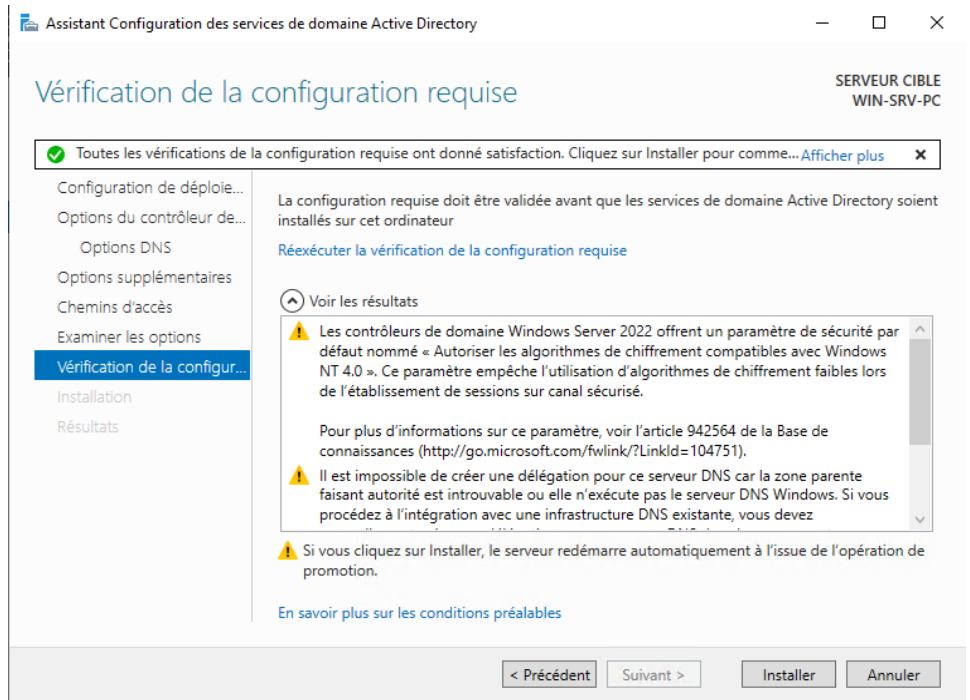 Assistant Configuration des services de domaine Active Directory
Vérification de la configuration requise
SERVEUR CIBLE
WIN-SRV-PC
Toutes les vérifications de la configuration requise ont donné satisfaction. Cliquez sur Installer pour comme... Afficher plus
Configuration de déploie...
Options du contrôleur de...
Options DNS
Options supplémentaires
Chemins d'accès
Examiner les options
Vérification de la configur...
Installation
Résultats
La configuration requise doit être validée avant que les services de domaine Active Directory soient
installés sur cet ordinateur
Réexécuter la vérification de la configuration requise
Voir les résultats
Les contrôleurs de domaine Windows Server 2022 offrent un paramètre de sécurité par
défaut nommé « Autoriser les algorithmes de chiffrement compatibles avec Windows
NT 4.0 ». Ce paramètre empêche l'utilisation d'algorithmes de chiffrement faibles lors
de l'établissement de sessions sur canal sécurisé.
Pour plus d'informations sur ce paramètre, voir l'article 942564 de la Base de
connaissances (http://go.microsoft.com/fwlink/?LinkId=104751).
Il est impossible de créer une délégation pour ce serveur DNS car la zone parente
faisant autorité est introuvable ou elle n'exécute pas le serveur DNS Windows. Si vous
procédez à l'intégration avec une infrastructure DNS existante, vous devez
Si vous cliquez sur Installer, le serveur redémarre automatiquement à l'issue de l'opération de
promotion.
En savoir plus sur les conditions préalables
< Précédent
Suivant >
Installer
Annuler